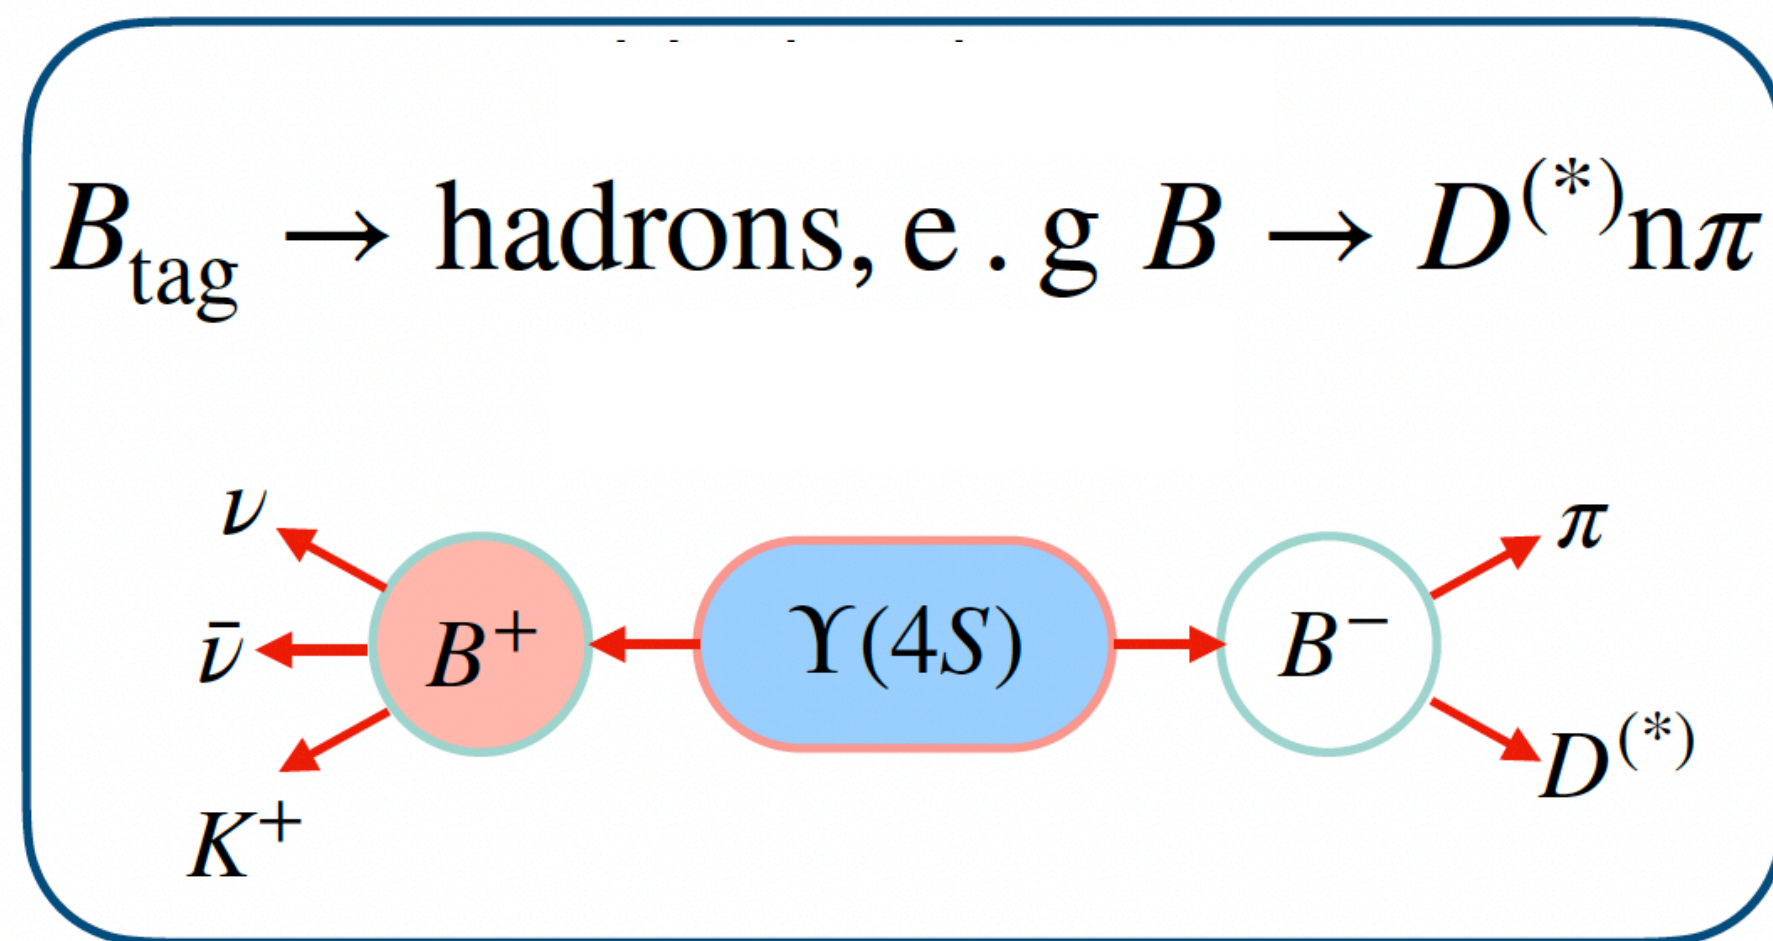 B_tag → hadrons, e . g B → D^(*)nπ
ν
π
ν̄
B⁺
Υ(4S)
B⁻
D^(*)
K⁺